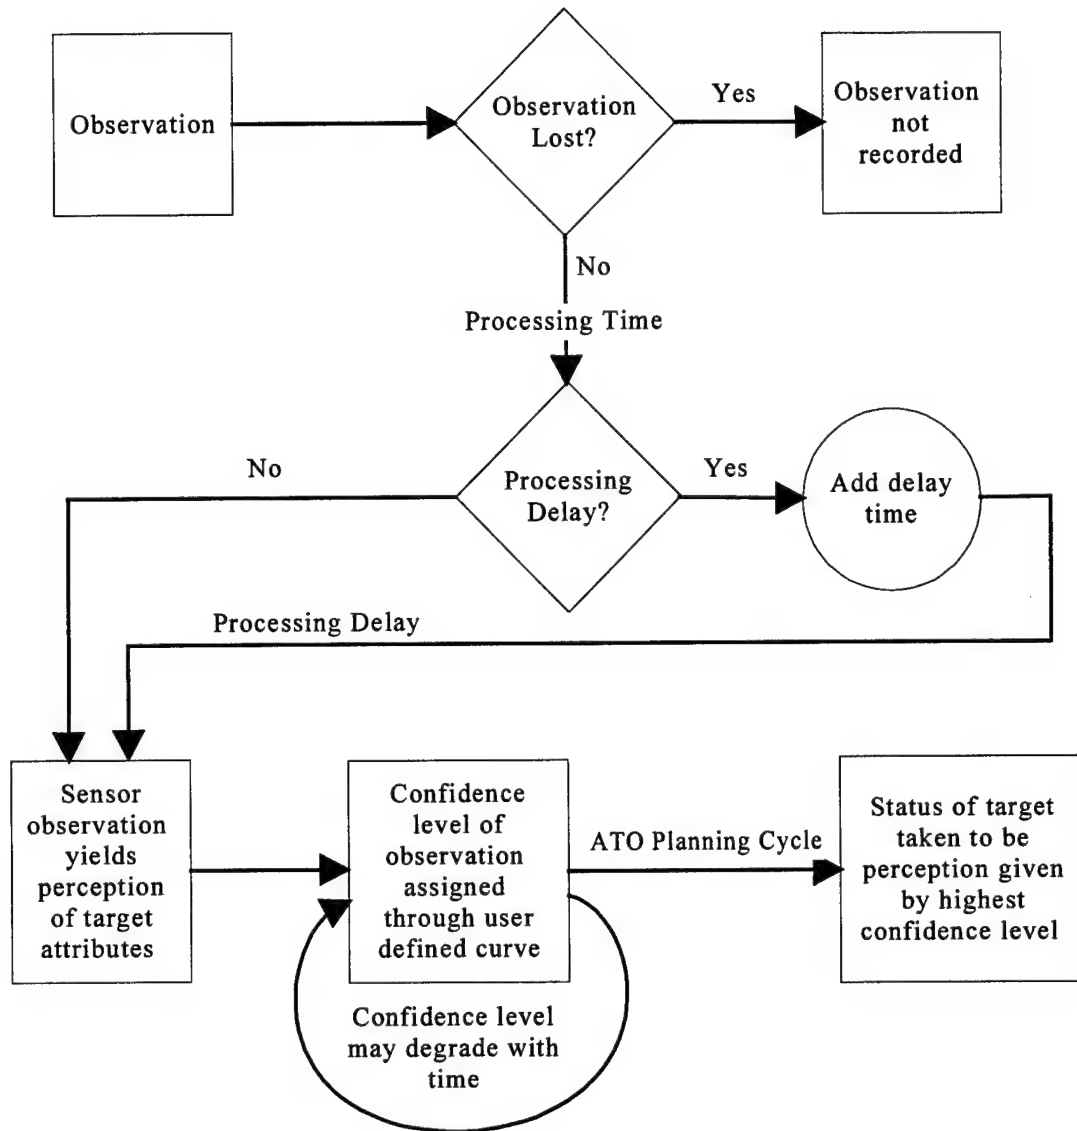 Observation
Observation
Lost?
Yes
Observation
not
recorded
No
Processing Time
No
Processing
Delay?
Yes
Add delay
time
Processing Delay
Sensor
observation
yields
perception
of target
attributes
Confidence
level of
observation
assigned
through user
defined curve
ATO Planning Cycle
Status of target
taken to be
perception given
by highest
confidence level
Confidence level
may degrade with
time